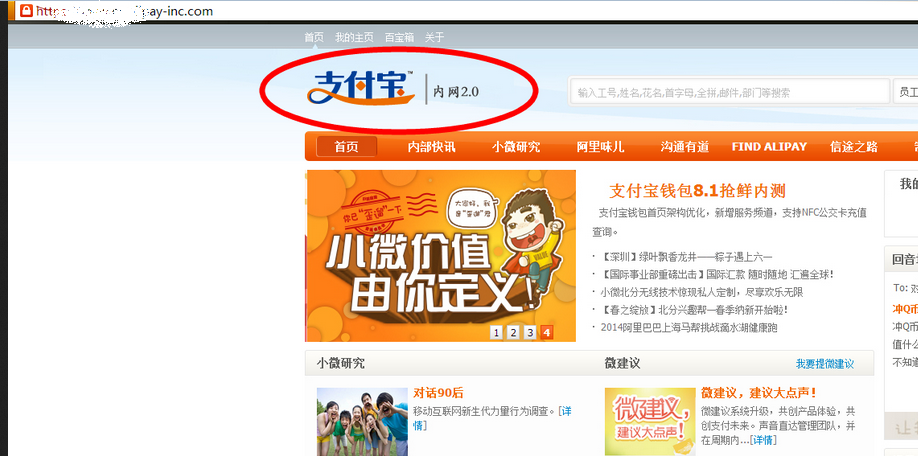 https:
pay-inc.com
首页 我的主页 百宝箱 关于
支付宝™ 内网2.0
输入工号,姓名,花名,首字母,全拼,邮件,部门等搜索
员工
首页 内部快讯 小微研究 阿里味儿 沟通有道 FIND ALIPAY 信途之路
你已“歪邀”一下
大家好，我是“歪邀”君
小微价值
由你定义!
1 2 3 4
支付宝钱包8.1抢鲜内测
支付宝钱包首页架构优化，新增服务频道，支持NFC公交卡充值
查询。
· 【深圳】绿叶飘香龙井——粽子遇上六一
· 【国际事业部重磅出击】国际汇款 随时随地 汇遍全球!
· 小微北分无线技术惊现私人定制，尽享欢乐无限
· 【春之绽放】北分兴趣帮—春季纳新开始啦!
· 2014阿里巴巴上海马帮挑战滴水湖健康跑
我的
回音
To: 对
冲Q币
冲Q币
值什么
不知道
小微研究
对话90后
移动互联网新生代力量行为调查。[详
情]
微建议 我要提微建议
微建议,
建议大点声!
微建议，建议大点声!
微建议系统升级，共创产品体验，共
创支付未来。声音直达管理团队，并
在周期内...[详情]
让